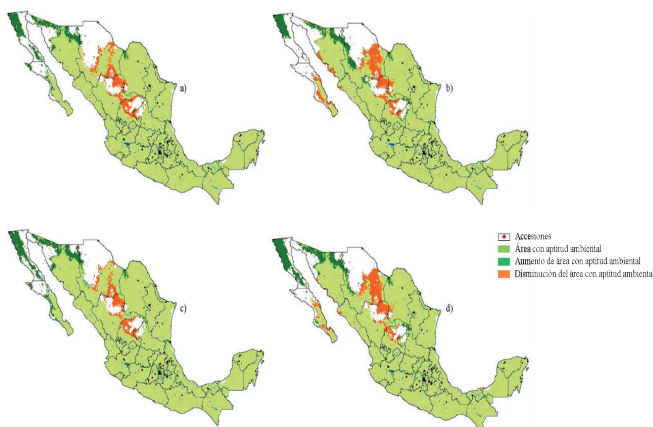 a)
b)
c)
d)
Accesiones
Área con aptitud ambiental
Aumento de área con aptitud ambiental
Disminución del área con aptitud ambienta